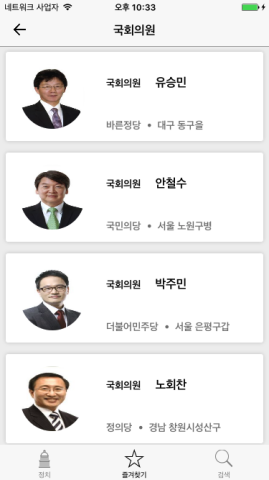 네트워크 사업자 오후 10:33
국회의원
국회의원 유승민
바른정당 • 대구 동구을
국회의원 안철수
국민의당 • 서울 노원구병
국회의원 박주민
더불어민주당 • 서울 은평구갑
국회의원 노회찬
정의당 • 경남 창원시성산구
정치 즐겨찾기 검색